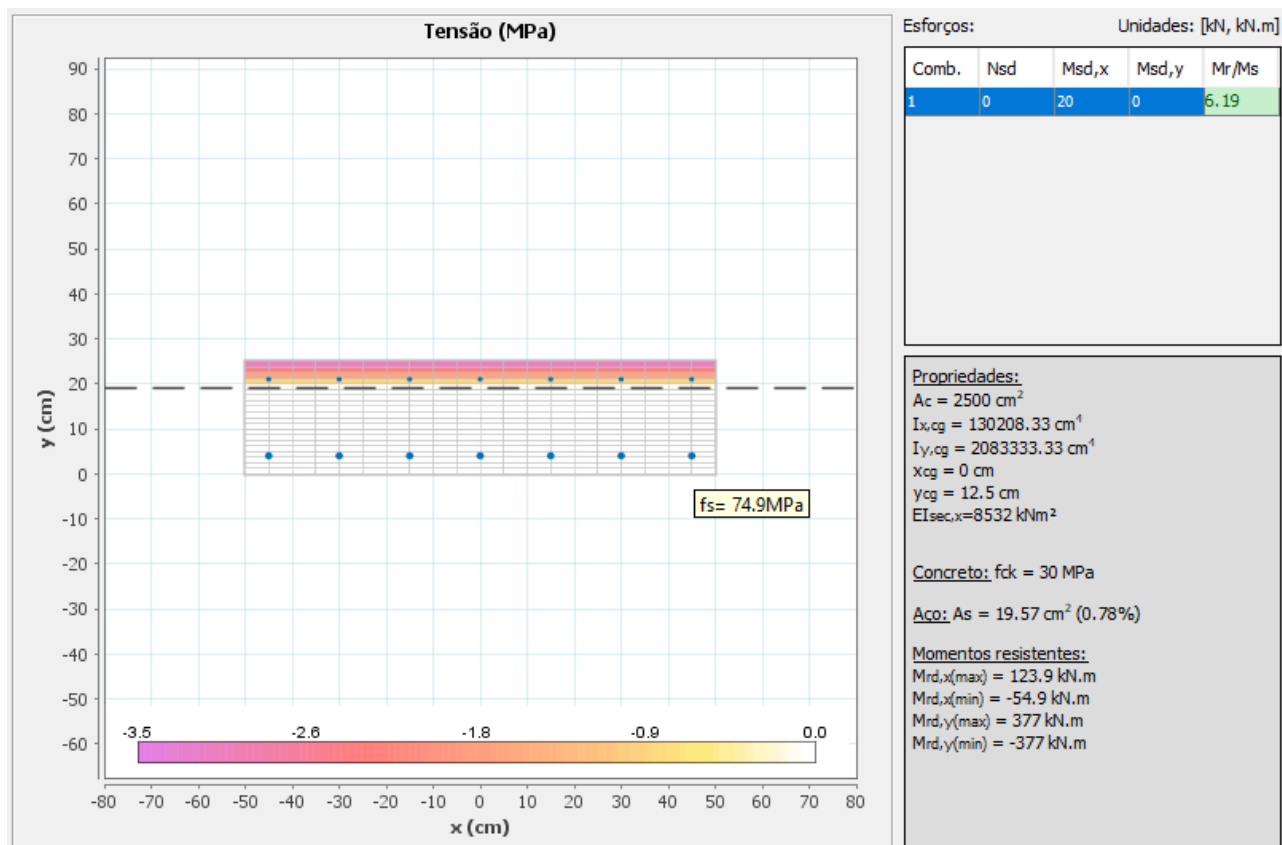 Tensão (MPa)
90
80
70
60
50
40
30
20
10
0
-10
-20
-30
-40
-50
-60
y (cm)
fs= 74.9MPa
-3.5 -2.6 -1.8 -0.9 0.0
-80 -70 -60 -50 -40 -30 -20 -10 0 10 20 30 40 50 60 70 80
x (cm)
Esforços: Unidades: [kN, kN.m]
Comb. Nsd Msd,x Msd,y Mr/Ms
1 0 20 0 6.19
Propriedades:
Ac = 2500 cm²
Ix,cg = 130208.33 cm⁴
Iy,cg = 2083333.33 cm⁴
xcg = 0 cm
ycg = 12.5 cm
EIsec,x=8532 kNm²
Concreto: fck = 30 MPa
Aço: As = 19.57 cm² (0.78%)
Momentos resistentes:
Mrd,x(max) = 123.9 kN.m
Mrd,x(min) = -54.9 kN.m
Mrd,y(max) = 377 kN.m
Mrd,y(min) = -377 kN.m